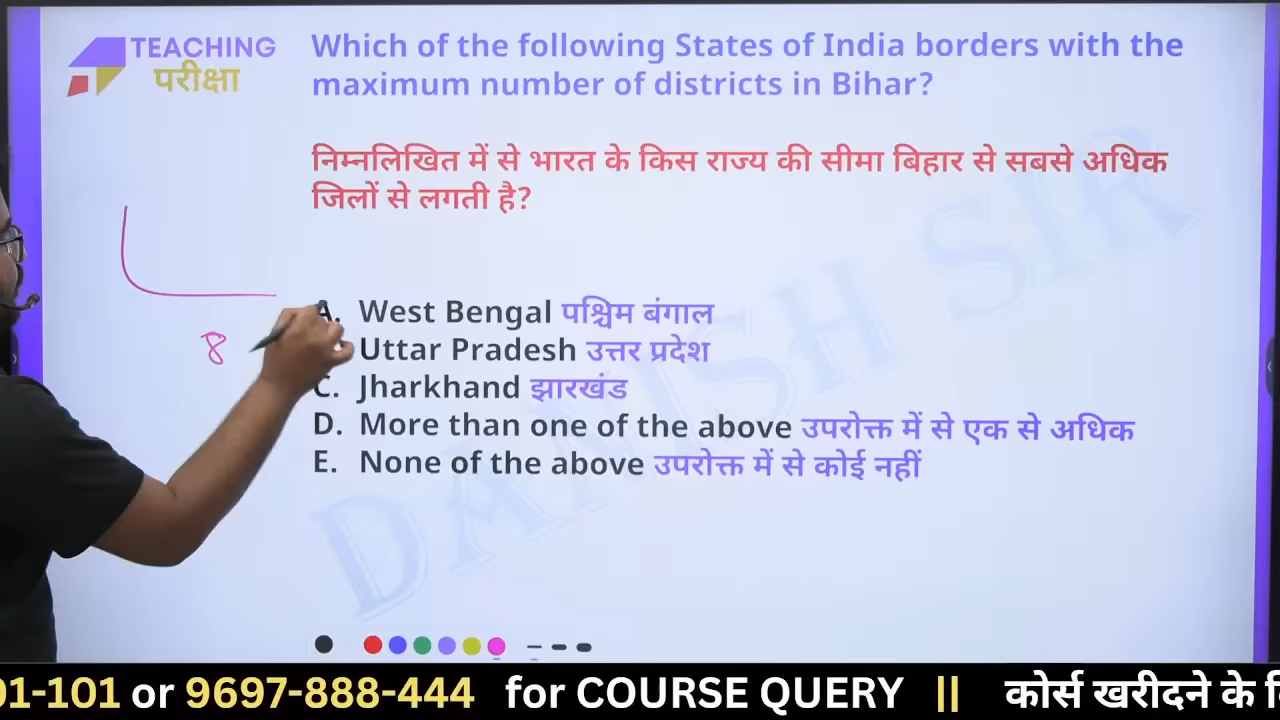 TEACHING
परीक्षा
Which of the following States of India borders with the
maximum number of districts in Bihar?
निम्नलिखित में से भारत के किस राज्य की सीमा बिहार से सबसे अधिक
जिलों से लगती है?
8
A. West Bengal पश्चिम बंगाल
Uttar Pradesh उत्तर प्रदेश
C. Jharkhand झारखंड
D. More than one of the above उपरोक्त में से एक से अधिक
E. None of the above उपरोक्त में से कोई नहीं
DANISH SIR
01-101 or 9697-888-444 for COURSE QUERY || कोर्स खरीदने के